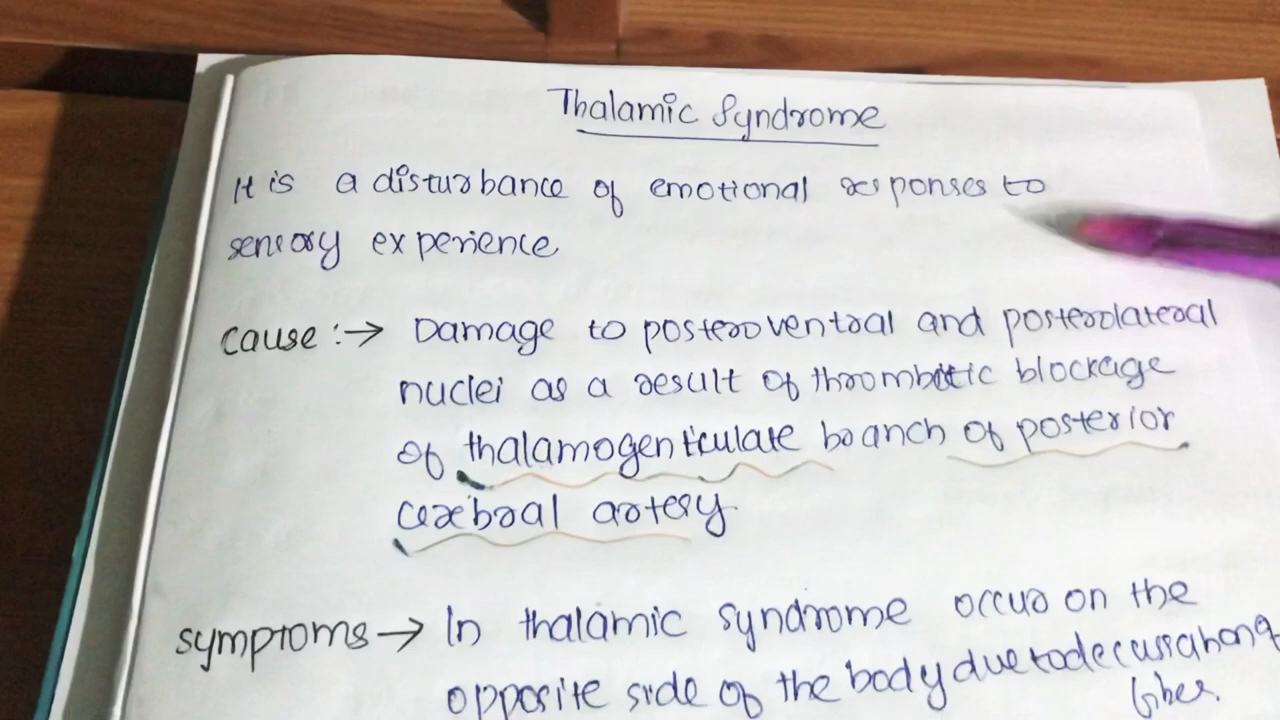 Thalamic Syndrome
It is a disturbance of emotional responses to
sensory experience
cause :→ Damage to posteroventral and posterolateral
nuclei as a result of thrombotic blockage
of thalamogenticulate branch of posterior
cerebral artery
symptoms → In thalamic syndrome occur on the
opposite side of the body due to decussation of
fiber.